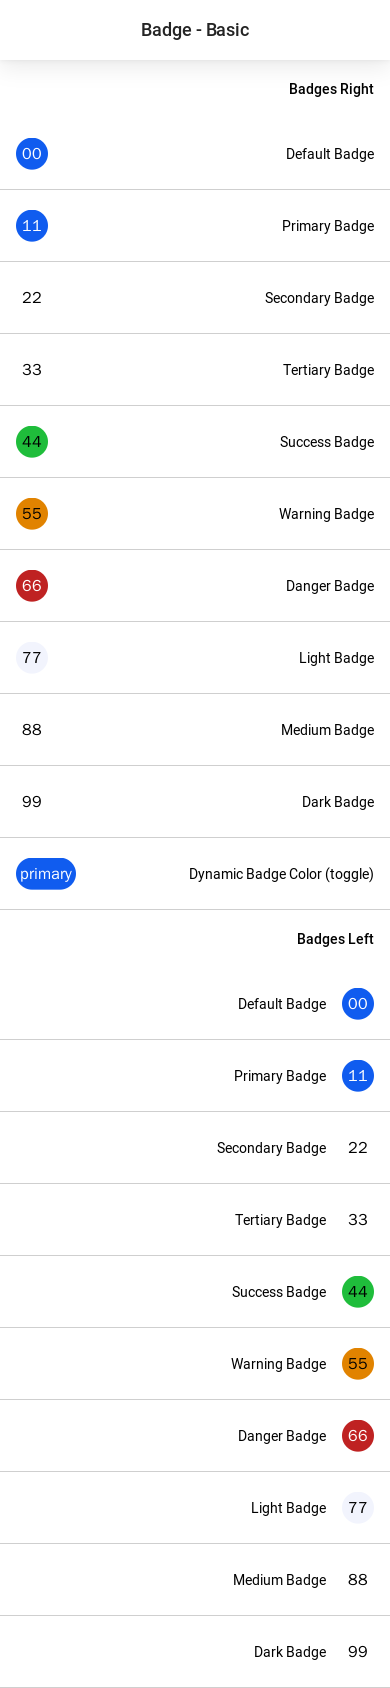 Badge - Basic
Badges Right
00 Default Badge
11 Primary Badge
22 Secondary Badge
33 Tertiary Badge
44 Success Badge
55 Warning Badge
66 Danger Badge
77 Light Badge
88 Medium Badge
99 Dark Badge
primary Dynamic Badge Color (toggle)
Badges Left
Default Badge 00
Primary Badge 11
Secondary Badge 22
Tertiary Badge 33
Success Badge 44
Warning Badge 55
Danger Badge 66
Light Badge 77
Medium Badge 88
Dark Badge 99